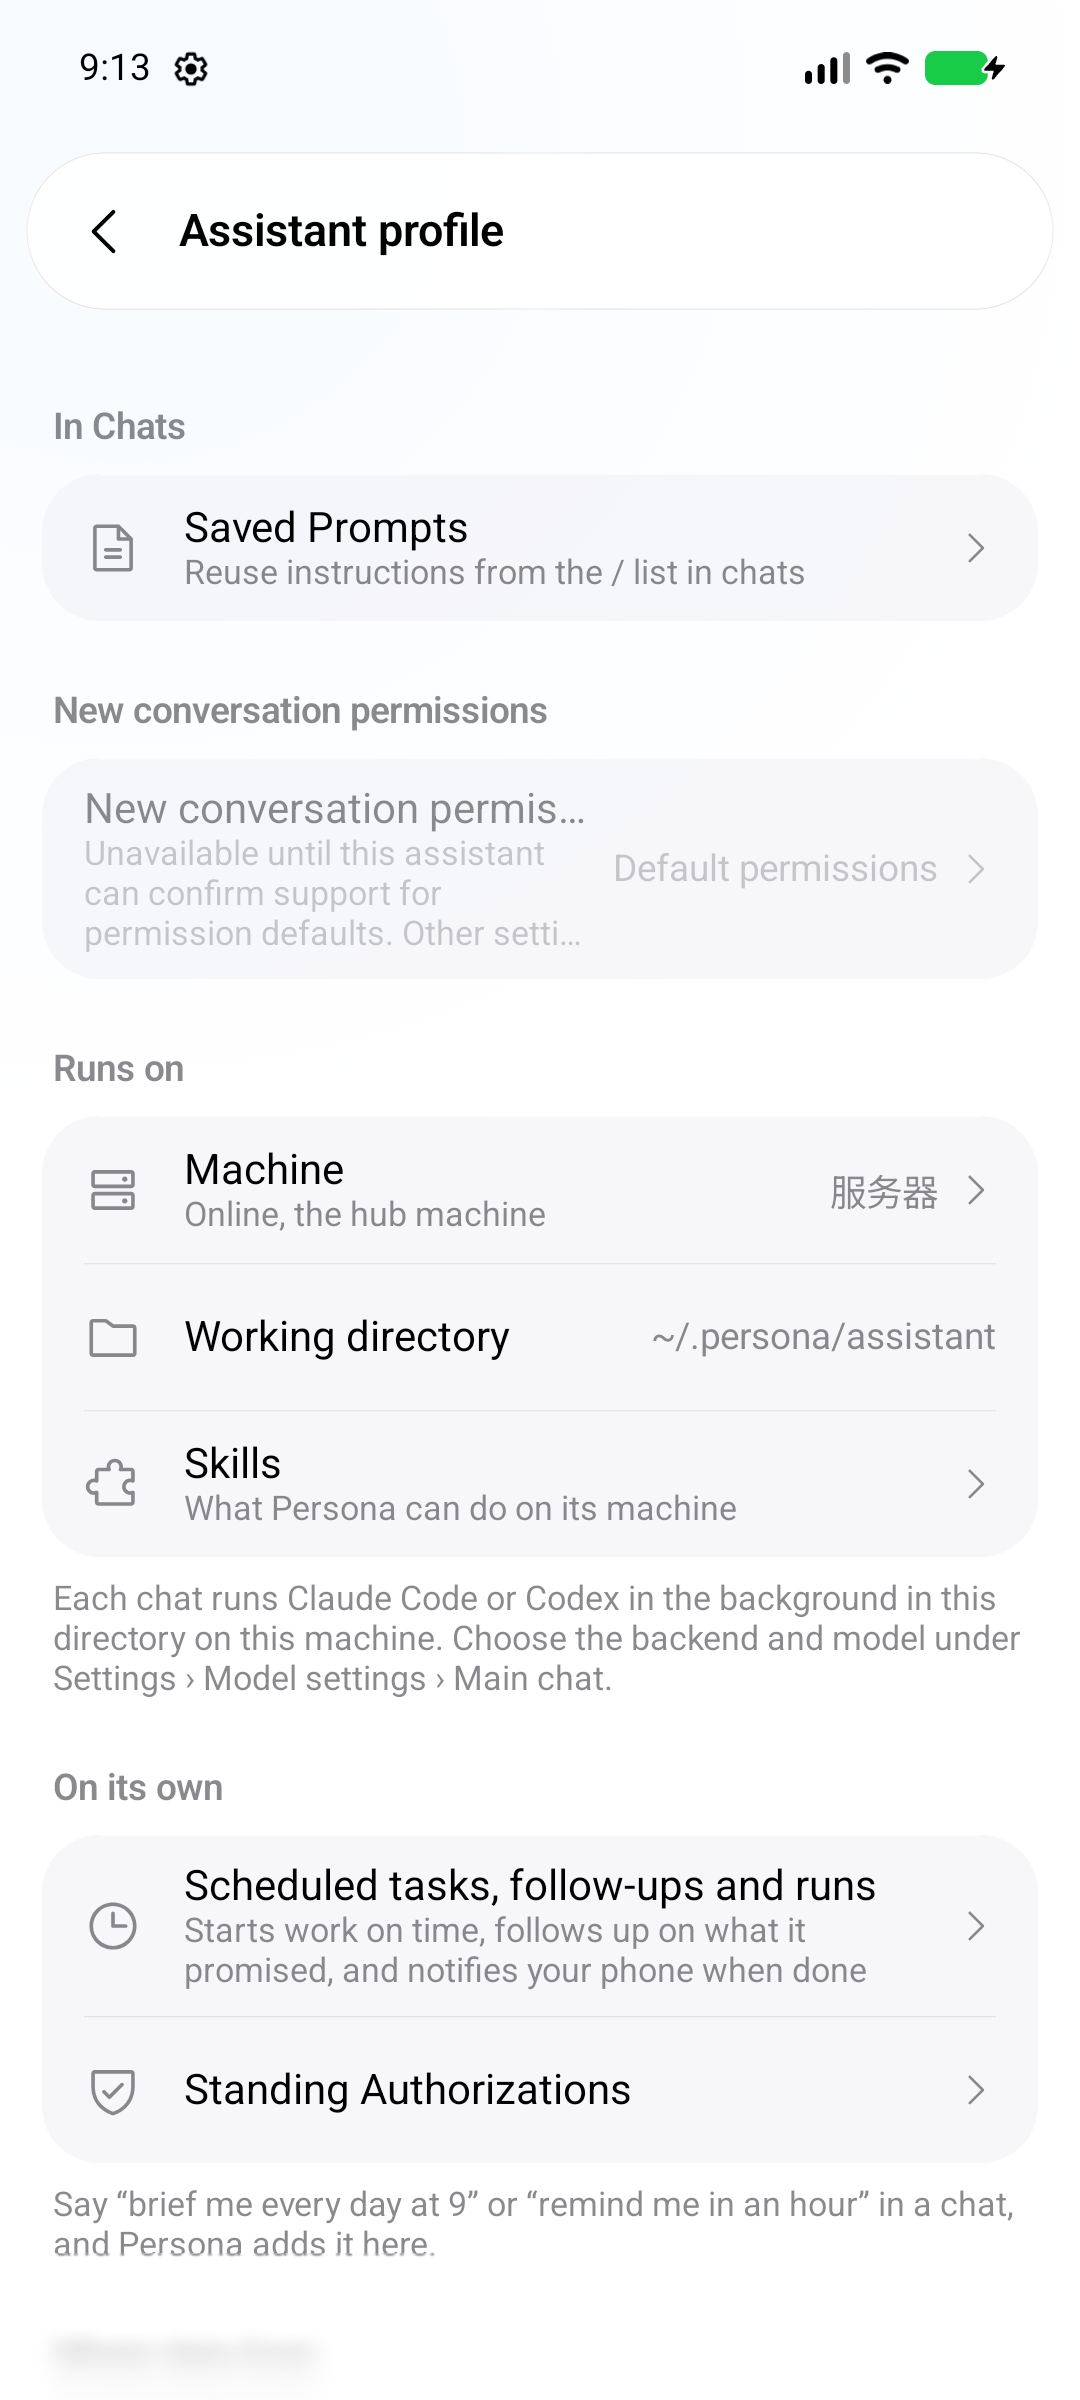 9:13
Assistant profile
In Chats
Saved Prompts
Reuse instructions from the / list in chats
New conversation permissions
New conversation permis...
Unavailable until this assistant
can confirm support for
permission defaults. Other setti...
Default permissions
Runs on
Machine
Online, the hub machine
服务器
Working directory
~/.persona/assistant
Skills
What Persona can do on its machine
Each chat runs Claude Code or Codex in the background in this
directory on this machine. Choose the backend and model under
Settings › Model settings › Main chat.
On its own
Scheduled tasks, follow-ups and runs
Starts work on time, follows up on what it
promised, and notifies your phone when done
Standing Authorizations
Say “brief me every day at 9” or “remind me in an hour” in a chat,
and Persona adds it here.